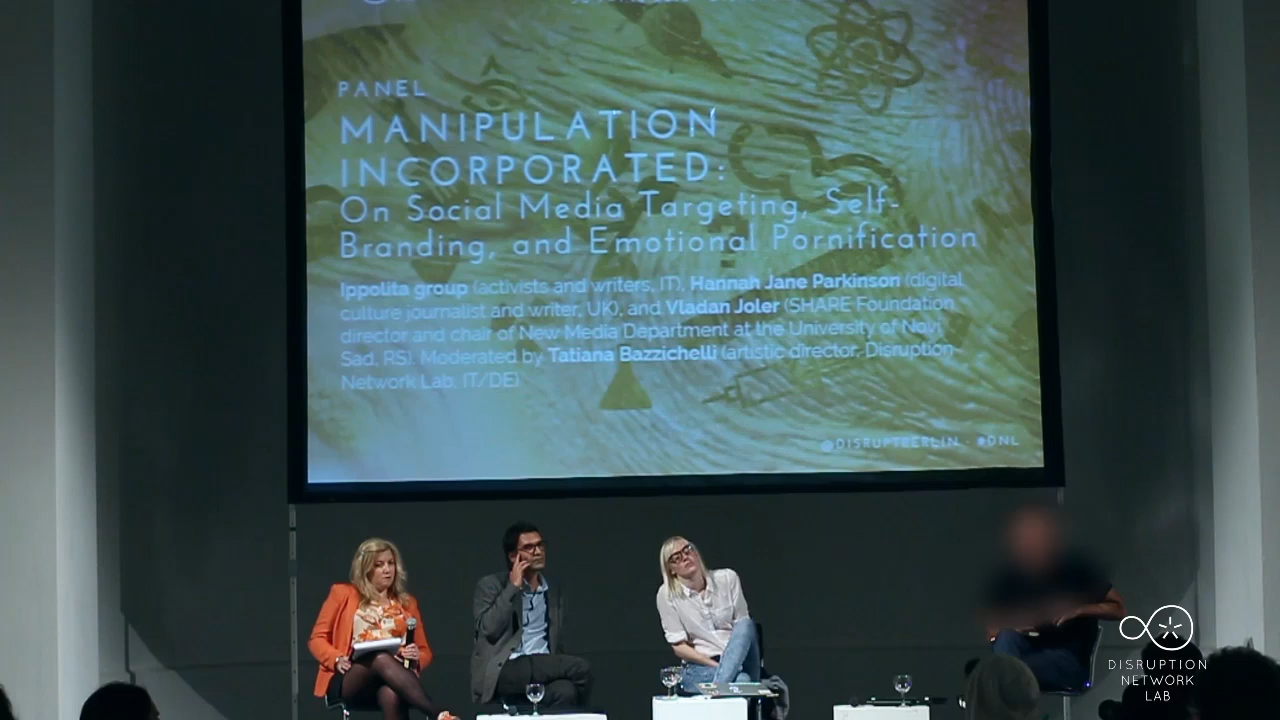 PANEL
MANIPULATION
INCORPORATED:
On Social Media Targeting, Self-
Branding, and Emotional Pornification
Ippolita group (activists and writers, IT), Hannah Jane Parkinson (digital
culture journalist and writer, UK), and Vladan Joler (SHARE Foundation
director and chair of New Media Department at the University of Novi
Sad, RS). Moderated by Tatiana Bazzichelli (artistic director, Disruption
Network Lab, IT/DE)
@DISRUPTBERLIN · #DNL
DISRUPTION
NETWORK
LAB